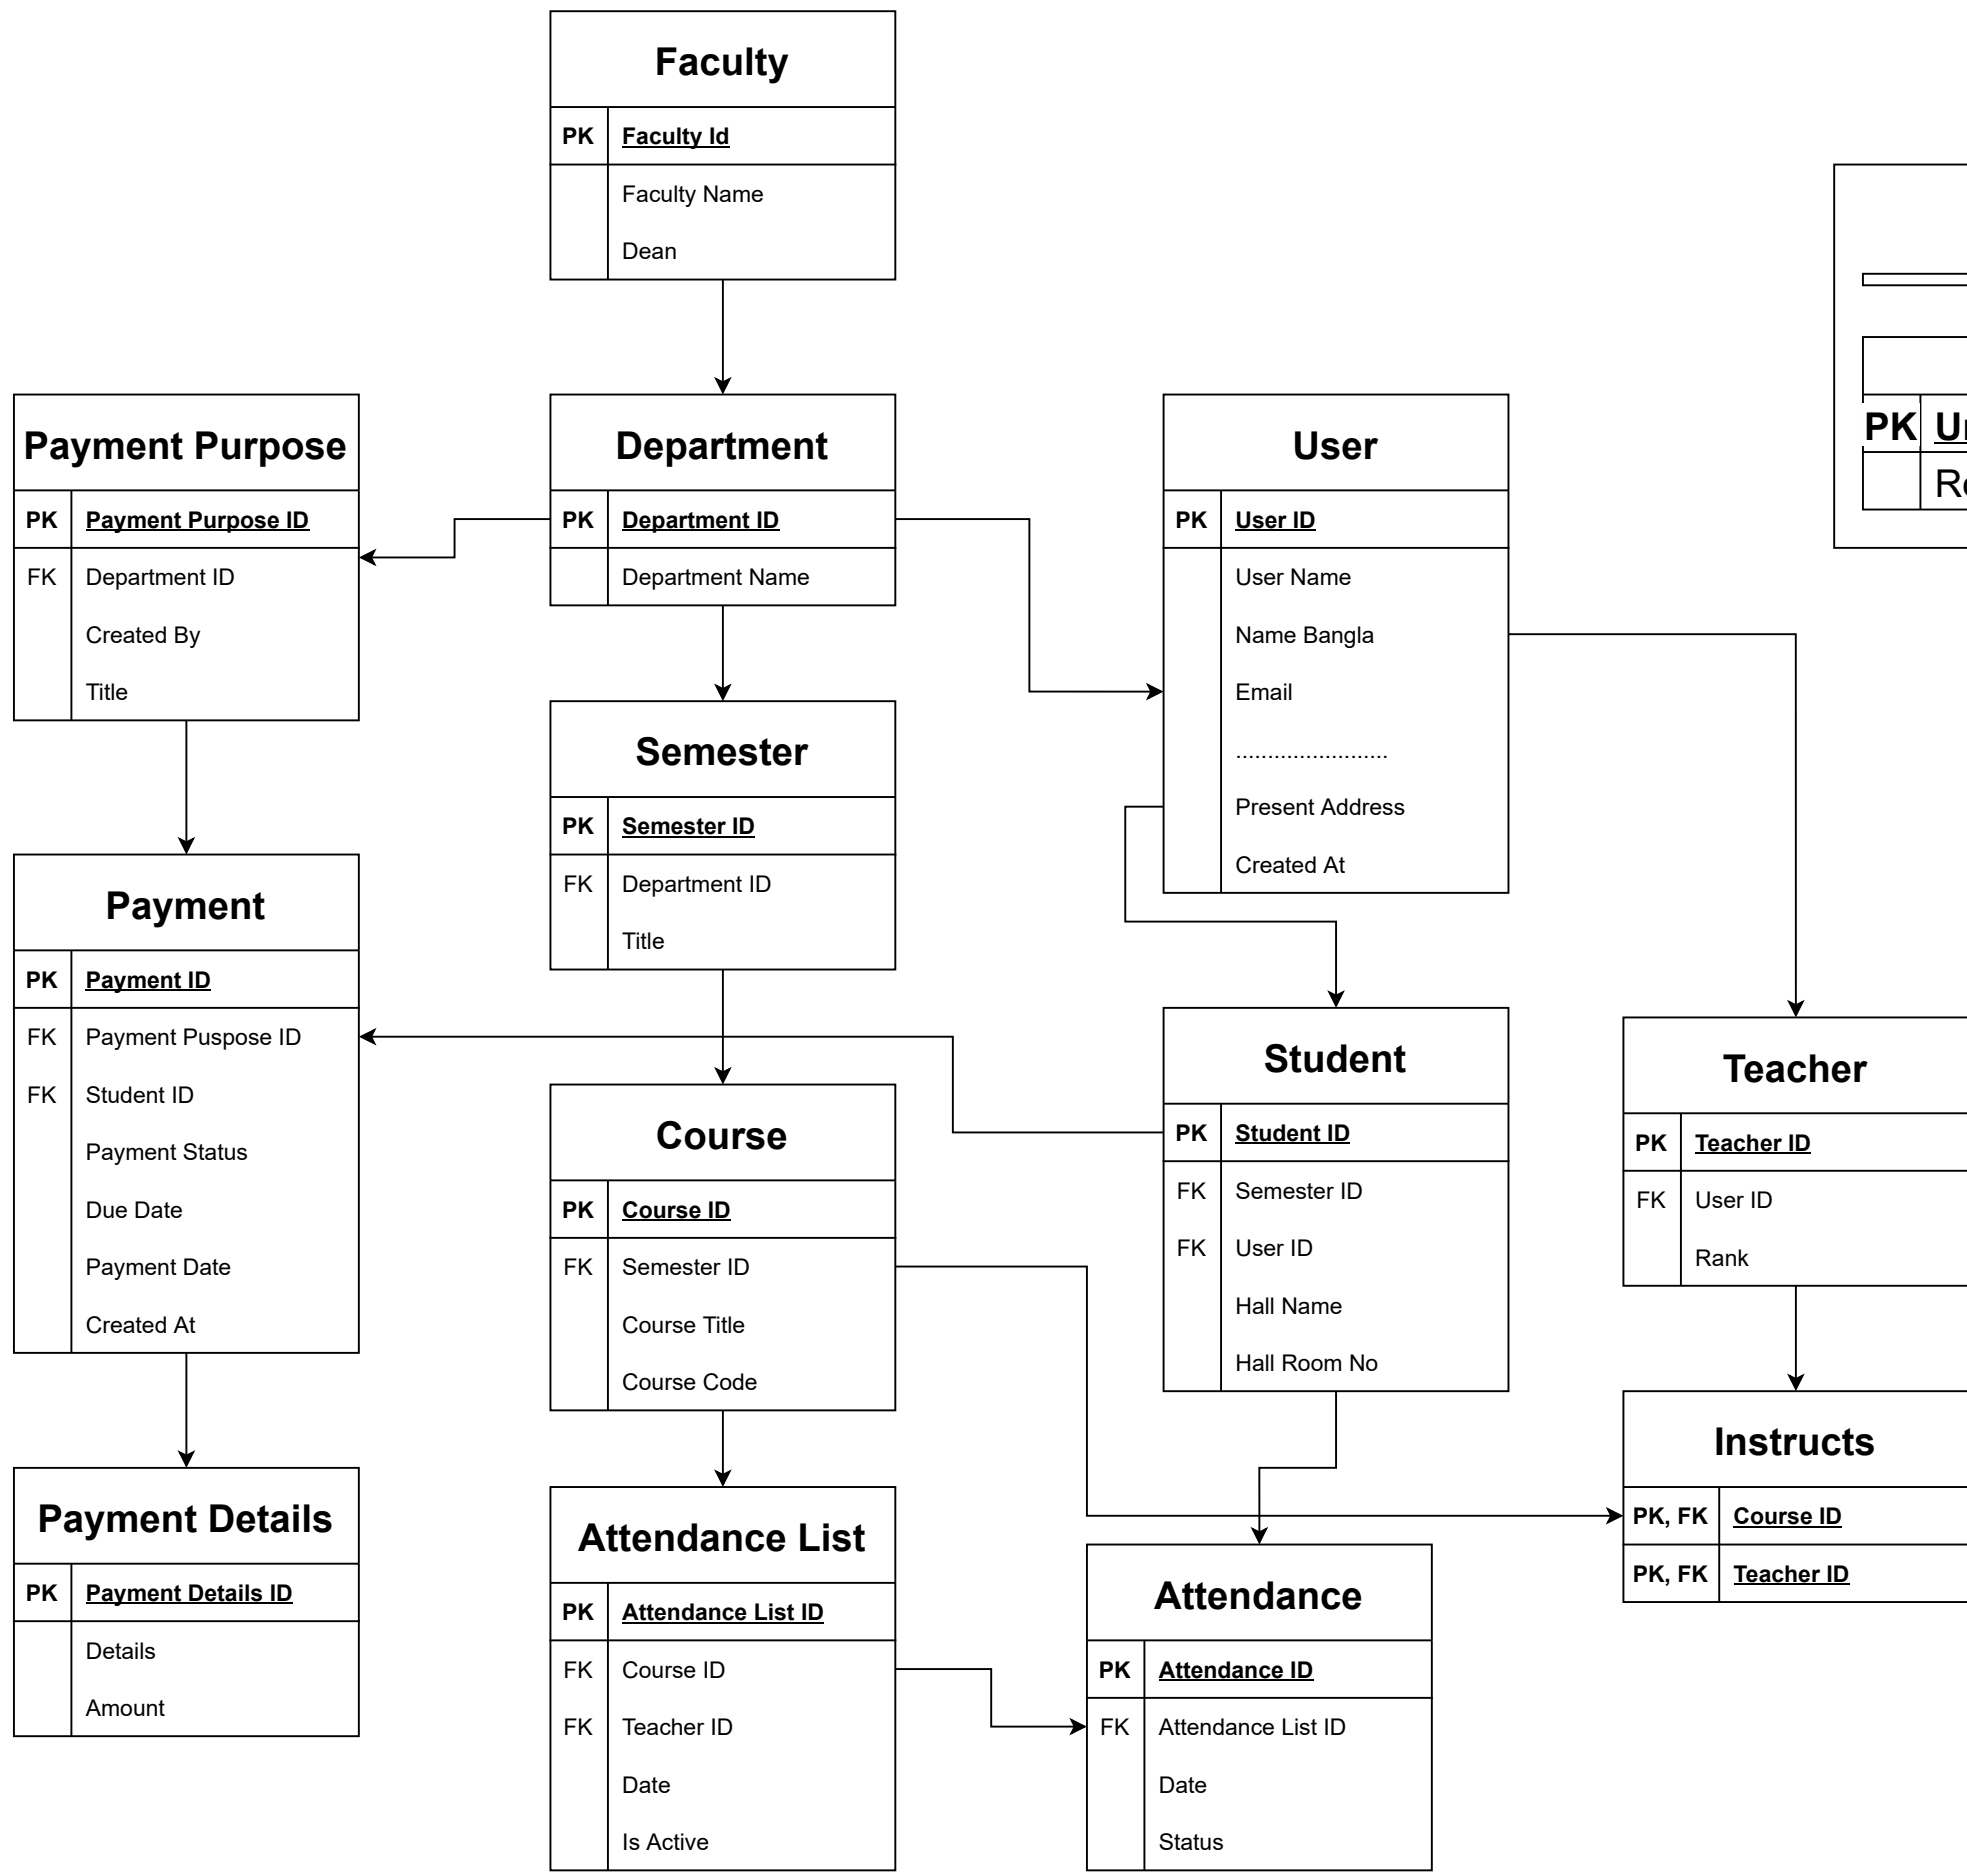 Faculty
PK Faculty Id
Faculty Name
Dean
Payment Purpose
PK Payment Purpose ID
FK Department ID
Created By
Title
Department
PK Department ID
Department Name
User
PK User ID
User Name
Name Bangla
Email
........................
Present Address
Created At
PK
Semester
PK Semester ID
FK Department ID
Title
Payment
PK Payment ID
FK Payment Puspose ID
FK Student ID
Payment Status
Due Date
Payment Date
Created At
Course
PK Course ID
FK Semester ID
Course Title
Course Code
Student
PK Student ID
FK Semester ID
FK User ID
Hall Name
Hall Room No
Teacher
PK Teacher ID
FK User ID
Rank
Payment Details
PK Payment Details ID
Details
Amount
Attendance List
PK Attendance List ID
FK Course ID
FK Teacher ID
Date
Is Active
Attendance
PK Attendance ID
FK Attendance List ID
Date
Status
Instructs
PK, FK Course ID
PK, FK Teacher ID